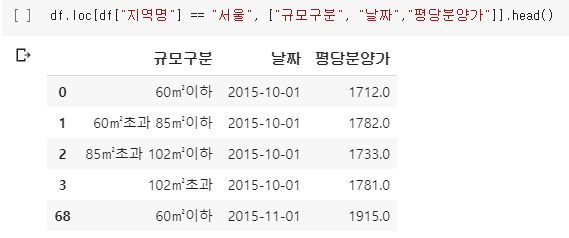 [ ] df.loc[df["지역명"] == "서울", ["규모구분", "날짜","평당분양가"]].head()
규모구분 날짜 평당분양가
0 60㎡이하 2015-10-01 1712.0
1 60㎡초과 85㎡이하 2015-10-01 1782.0
2 85㎡초과 102㎡이하 2015-10-01 1733.0
3 102㎡초과 2015-10-01 1781.0
68 60㎡이하 2015-11-01 1915.0